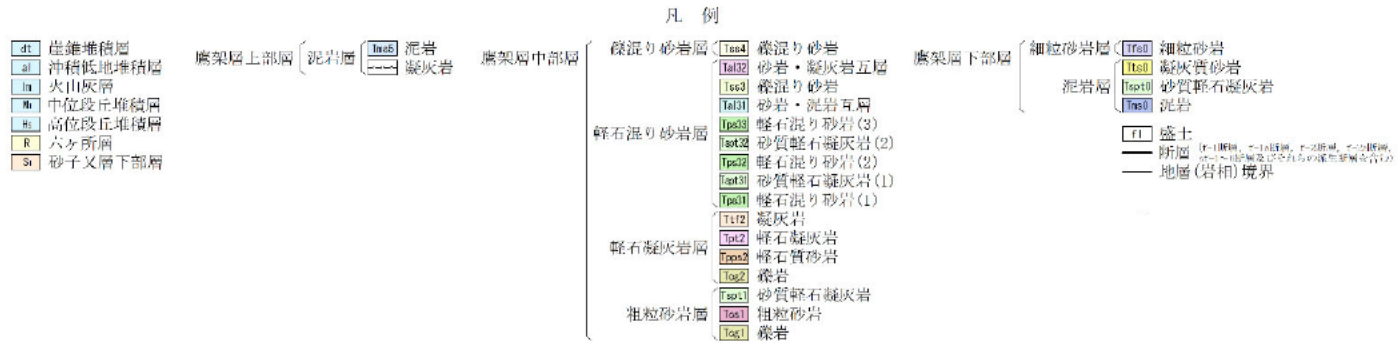 凡 例
dt 崖錐堆積層
al 沖積低地堆積層
lm 火山灰層
Mh 中位段丘堆積層
Hs 高位段丘堆積層
R 六ヶ所層
Sn 砂子又層下部層
鷹架層上部層
泥岩層
Tms5 泥岩
凝灰岩
鷹架層中部層
礫混り砂岩層
Tss4 礫混り砂岩
軽石混り砂岩層
Tal32 砂岩・凝灰岩互層
Tss3 礫混り砂岩
Tal31 砂岩・泥岩互層
Tps33 軽石混り砂岩(3)
Tspt32 砂質軽石凝灰岩(2)
Tps32 軽石混り砂岩(2)
Tspt31 砂質軽石凝灰岩(1)
Tps31 軽石混り砂岩(1)
軽石凝灰岩層
Ttf2 凝灰岩
Tpt2 軽石凝灰岩
Tpps2 軽石質砂岩
Tcg2 礫岩
粗粒砂岩層
Tspt1 砂質軽石凝灰岩
Tcs1 粗粒砂岩
Tcg1 礫岩
鷹架層下部層
細粒砂岩層
Tfs0 細粒砂岩
泥岩層
Tts0 凝灰質砂岩
Tspt0 砂質軽石凝灰岩
Tms0 泥岩
fl 盛土
断層
地層(岩相)境界